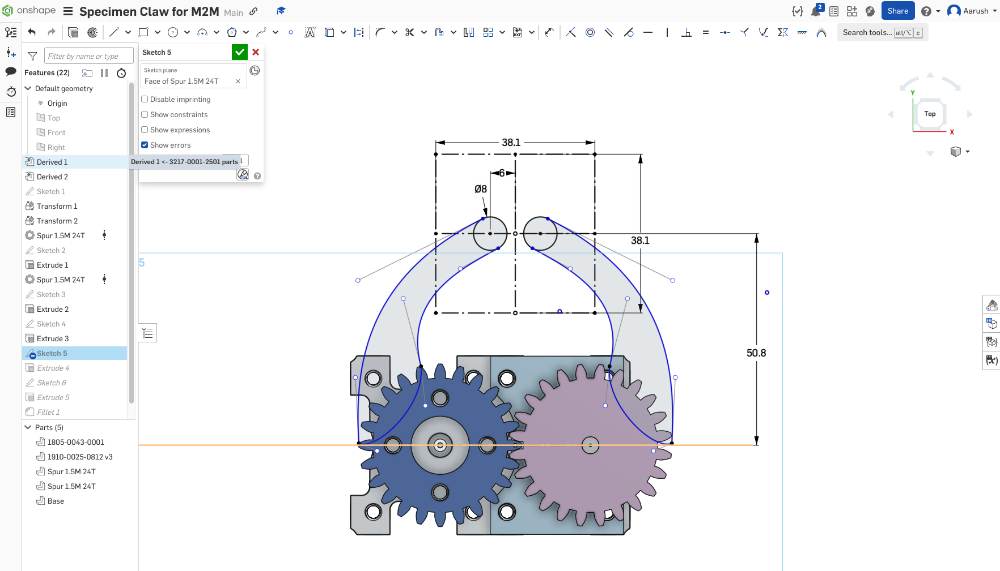 onshape
Specimen Claw for M2M
Main
2
Share
Aarush
Search tools... alt/⌥ c
Filter by name or type
Features (22)
Default geometry
Origin
Top
Front
Right
Derived 1
Derived 2
Sketch 1
Transform 1
Transform 2
Spur 1.5M 24T
Sketch 2
Extrude 1
Spur 1.5M 24T
Sketch 3
Extrude 2
Sketch 4
Extrude 3
Sketch 5
Extrude 4
Sketch 6
Extrude 5
Fillet 1
Parts (5)
1805-0043-0001
1910-0025-0812 v3
Spur 1.5M 24T
Spur 1.5M 24T
Base
Sketch 5
Sketch plane
Face of Spur 1.5M 24T
Disable imprinting
Show constraints
Show expressions
Show errors
Derived 1 <- 3217-0001-2501 parts
5
38.1
6
Ø8
38.1
50.8
Y
Top
X